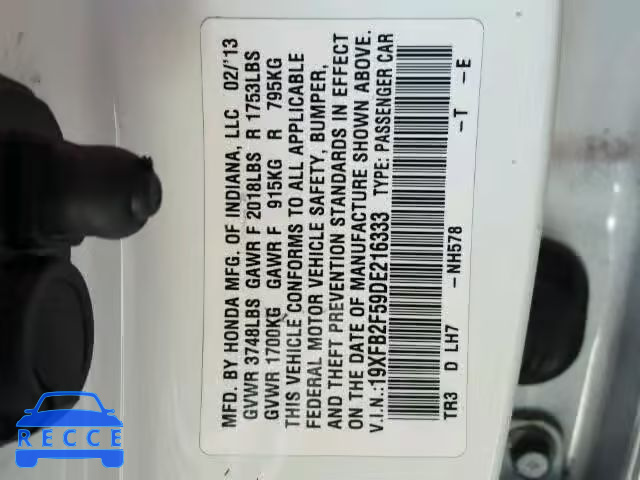 MFD. BY HONDA MFG. OF INDIANA, LLC 02/'13
GVWR 3748LBS GAWR F 2018LBS R 1753LBS
GVWR 1700KG GAWR F 915KG R 795KG
THIS VEHICLE CONFORMS TO ALL APPLICABLE
FEDERAL MOTOR VEHICLE SAFETY, BUMPER,
AND THEFT PREVENTION STANDARDS IN EFFECT
ON THE DATE OF MANUFACTURE SHOWN ABOVE.
V.I.N.:19XFB2F59DE216333 TYPE: PASSENGER CAR
TR3 D LH7 -NH578 -T -E
RECCE